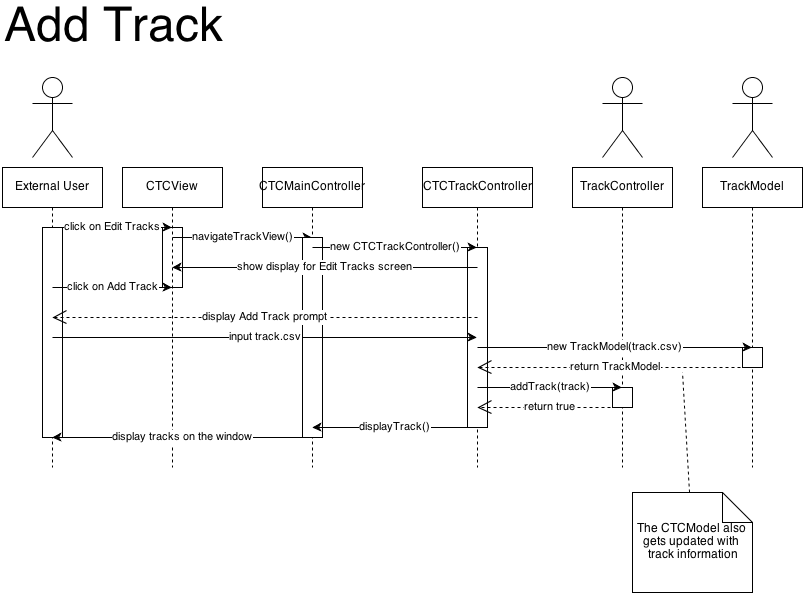 Add Track
External User
CTCView
CTCMainController
CTCTrackController
TrackController
TrackModel
click on Edit Tracks
navigateTrackView()
new CTCTrackController()
show display for Edit Tracks screen
click on Add Track
display Add Track prompt
input track.csv
new TrackModel(track.csv)
return TrackModel
addTrack(track)
return true
displayTrack()
display tracks on the window
The CTCModel also
gets updated with
track information